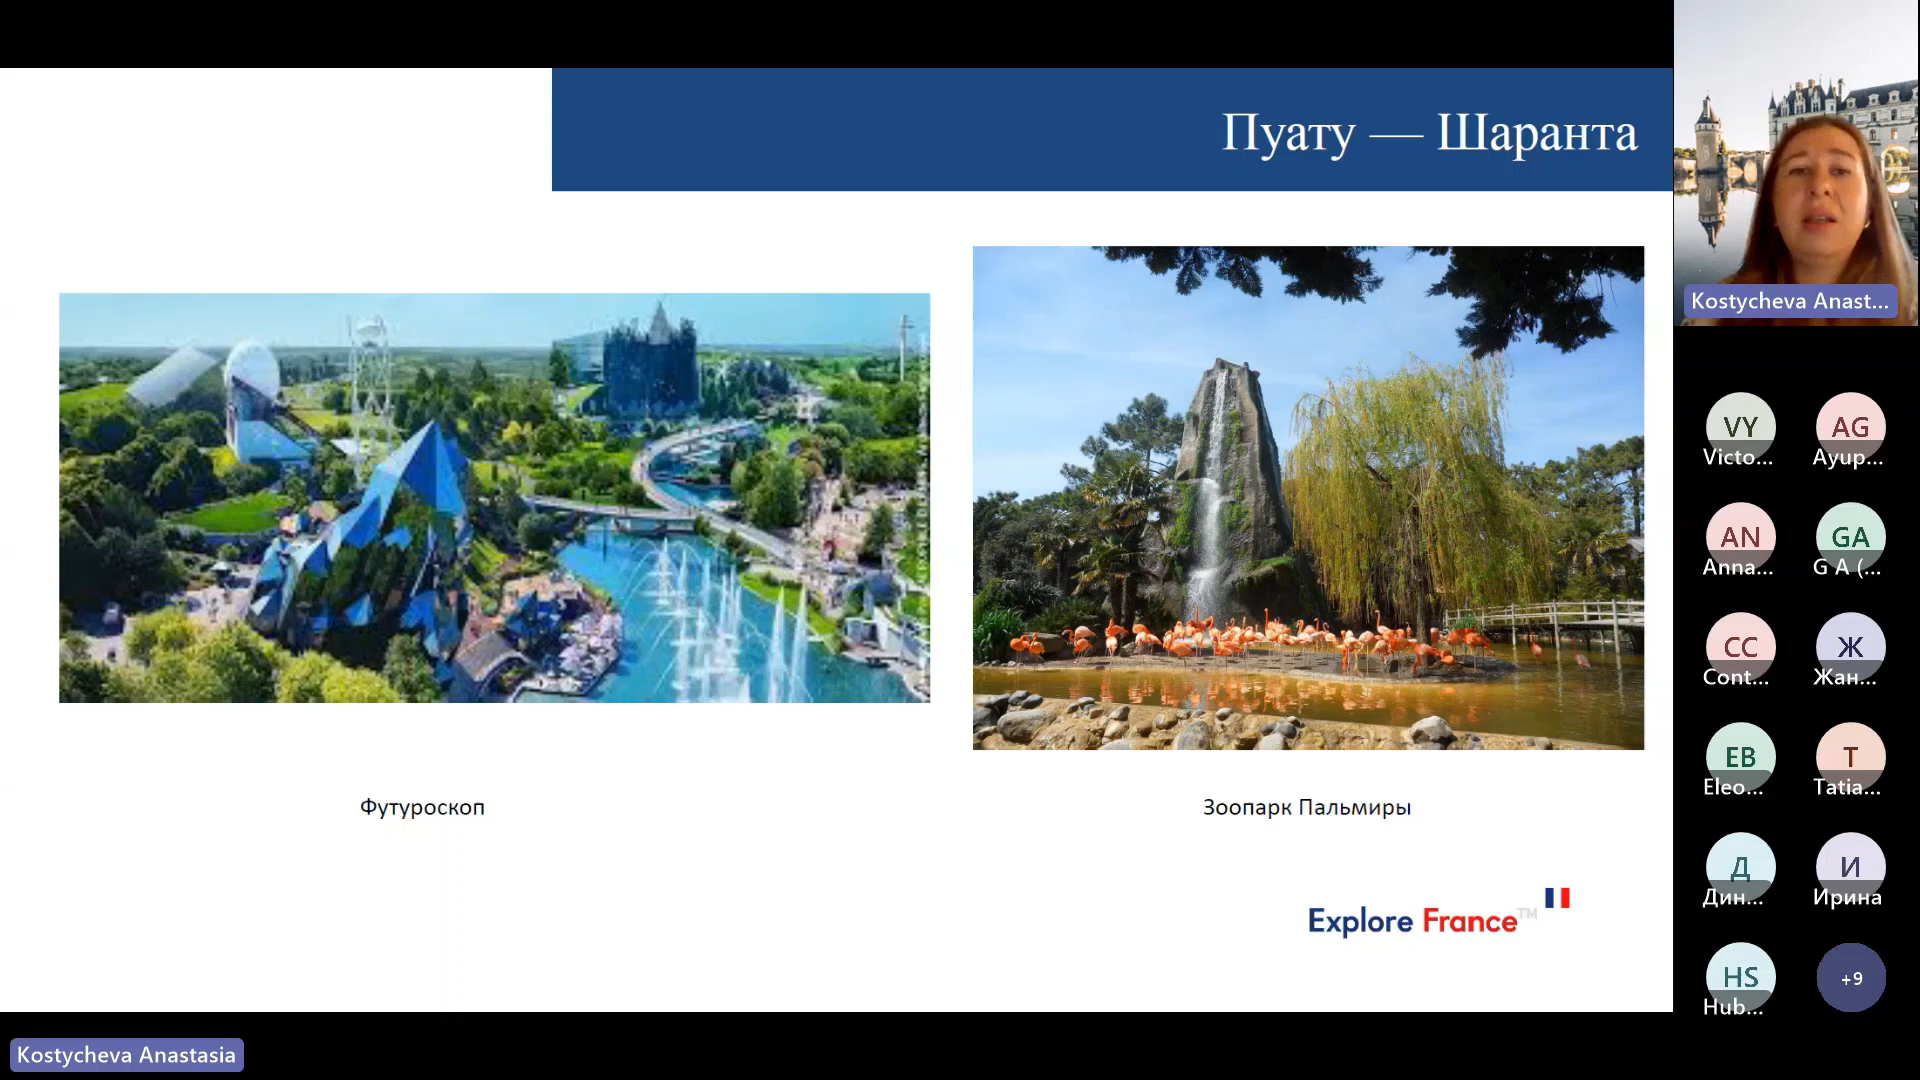 Пуату — Шаранта
Футуроскоп
Зоопарк Пальмиры
Explore France™
Kostycheva Anast...
VY
Victo...
AG
Ayup...
AN
Anna...
GA
G A (...
CC
Cont...
Ж
Жан...
EB
Eleo...
T
Tatia...
Д
Дин...
И
Ирина
HS
Hub...
+9
Kostycheva Anastasia